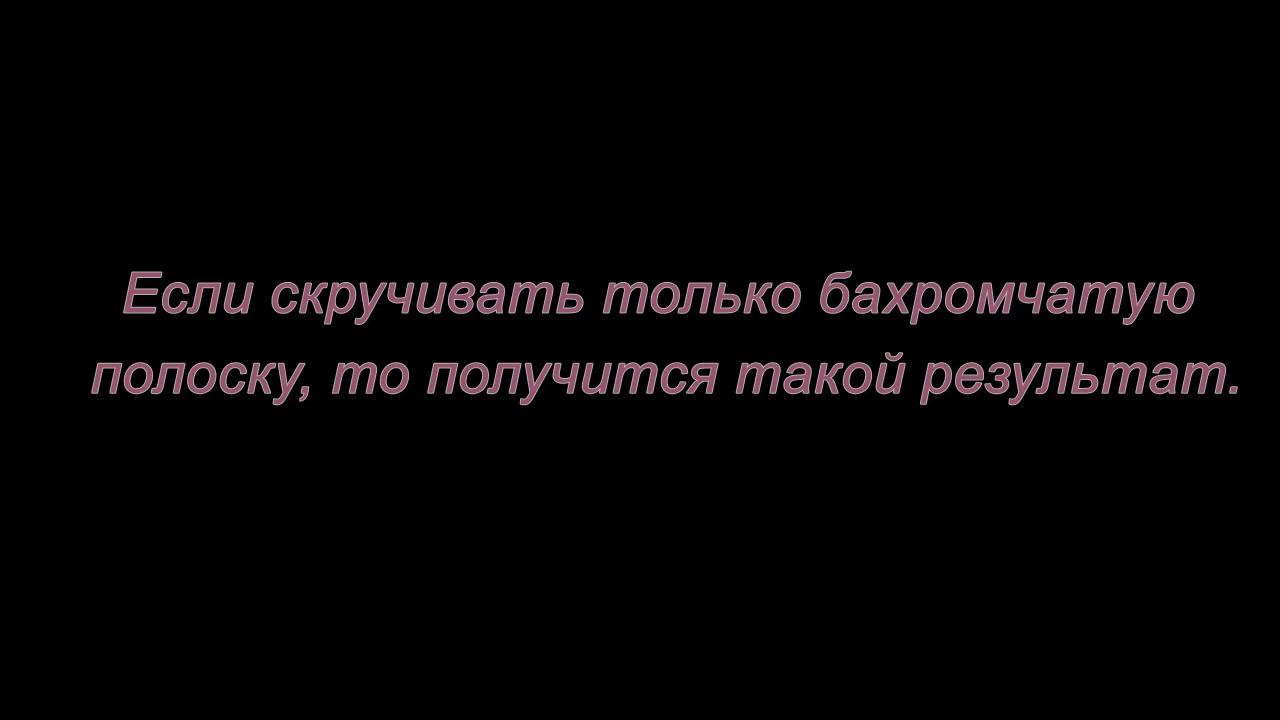 Если скручивать только бахромчатую
полоску, то получится такой результат.